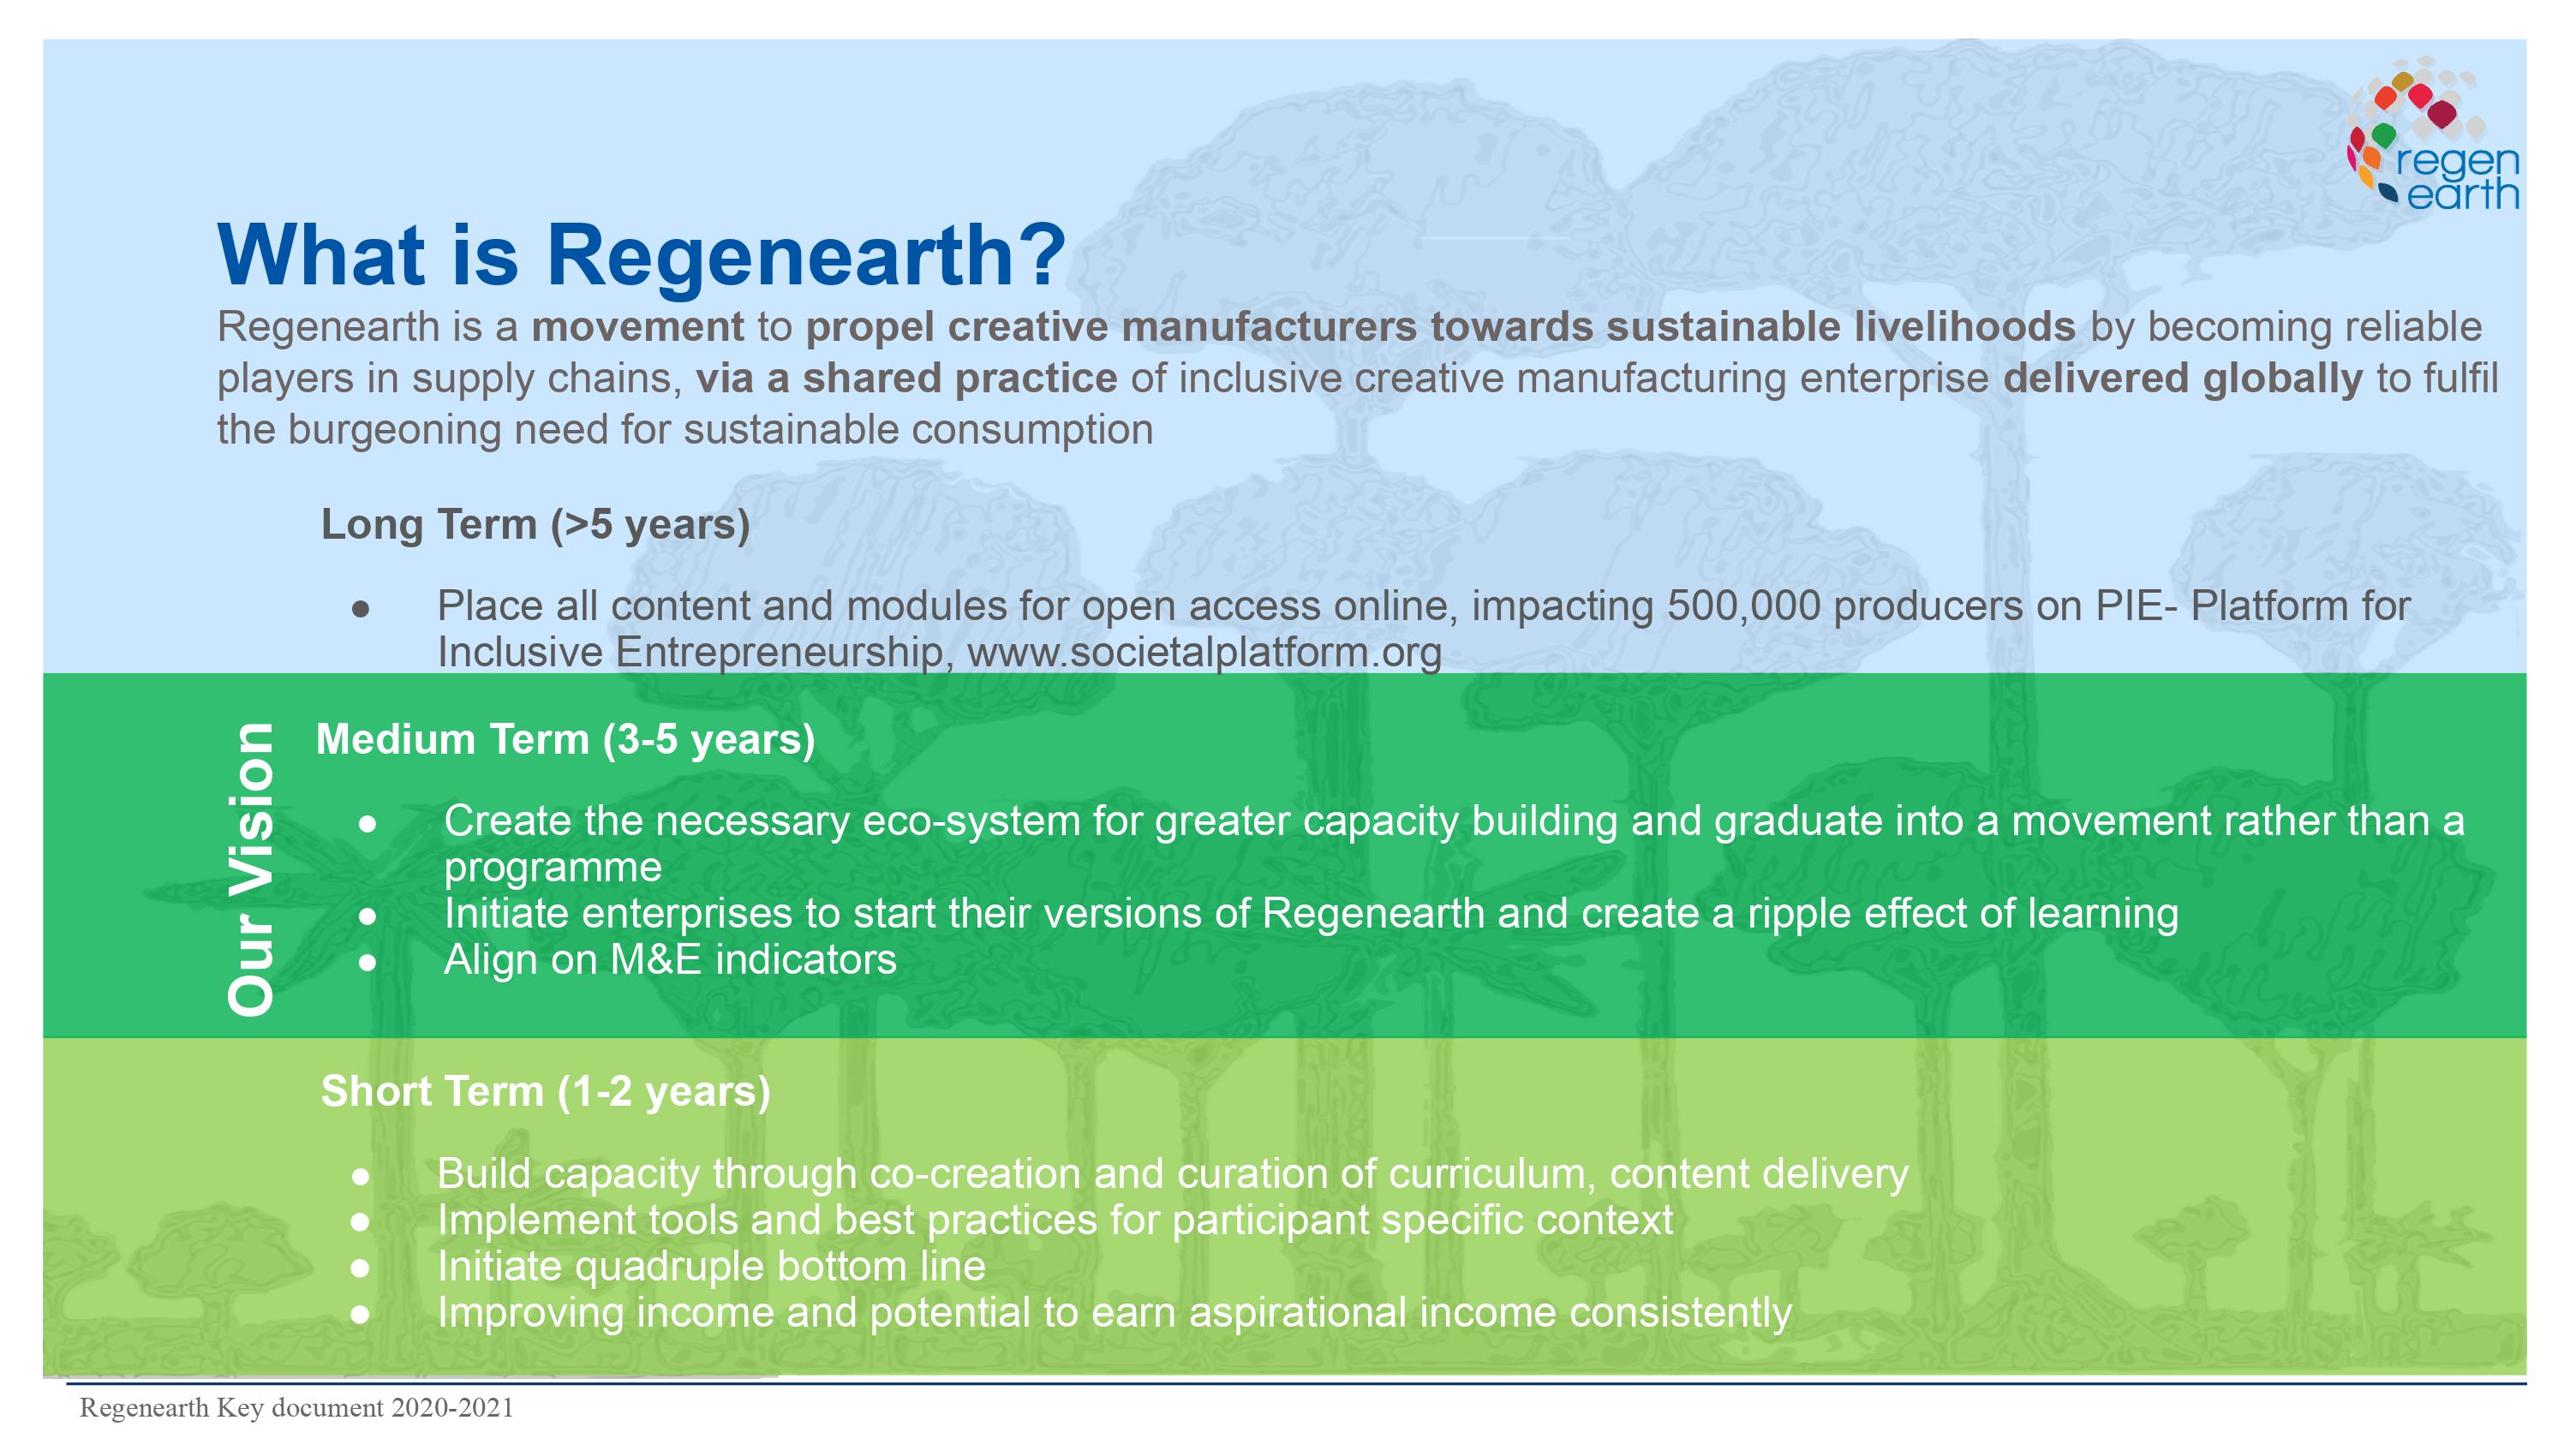 regen
earth
What is Regenearth?
Regenearth is a movement to propel creative manufacturers towards sustainable livelihoods by becoming reliable
players in supply chains, via a shared practice of inclusive creative manufacturing enterprise delivered globally to fulfil
the burgeoning need for sustainable consumption
Long Term (>5 years)
● Place all content and modules for open access online, impacting 500,000 producers on PIE- Platform for
Inclusive Entrepreneurship, www.societalplatform.org
Our Vision
Medium Term (3-5 years)
● Create the necessary eco-system for greater capacity building and graduate into a movement rather than a
programme
● Initiate enterprises to start their versions of Regenearth and create a ripple effect of learning
● Align on M&E indicators
Short Term (1-2 years)
● Build capacity through co-creation and curation of curriculum, content delivery
● Implement tools and best practices for participant specific context
● Initiate quadruple bottom line
● Improving income and potential to earn aspirational income consistently
Regenearth Key document 2020-2021